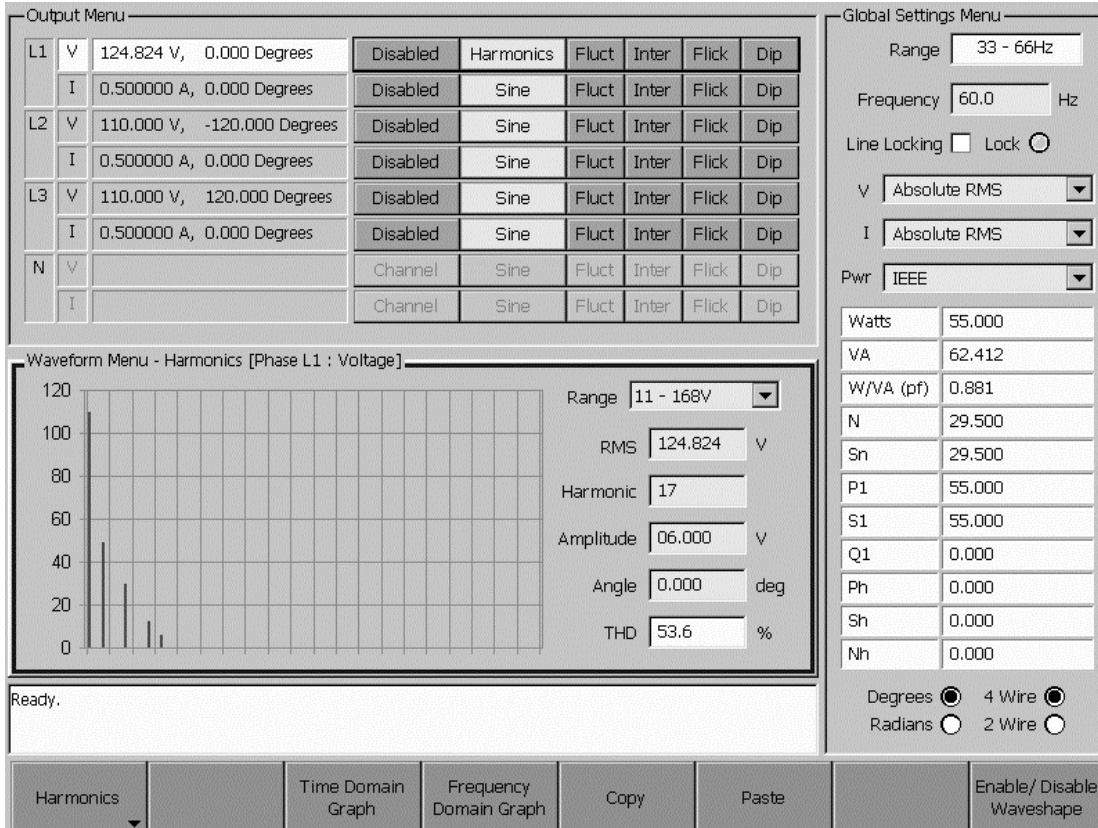 Output Menu
L1 V 124.824 V, 0.000 Degrees Disabled Harmonics Fluct Inter Flick Dip
I 0.500000 A, 0.000 Degrees Disabled Sine Fluct Inter Flick Dip
L2 V 110.000 V, -120.000 Degrees Disabled Sine Fluct Inter Flick Dip
I 0.500000 A, 0.000 Degrees Disabled Sine Fluct Inter Flick Dip
L3 V 110.000 V, 120.000 Degrees Disabled Sine Fluct Inter Flick Dip
I 0.500000 A, 0.000 Degrees Disabled Sine Fluct Inter Flick Dip
N V Channel Sine Fluct Inter Flick Dip
I Channel Sine Fluct Inter Flick Dip
Waveform Menu - Harmonics [Phase L1 : Voltage]
120
100
80
60
40
20
0
Range 11 - 168V
RMS 124.824 V
Harmonic 17
Amplitude 06.000 V
Angle 0.000 deg
THD 53.6 %
Ready.
Global Settings Menu
Range 33 - 66Hz
Frequency 60.0 Hz
Line Locking Lock
V Absolute RMS
I Absolute RMS
Pwr IEEE
Watts 55.000
VA 62.412
W/VA (pf) 0.881
N 29.500
Sn 29.500
P1 55.000
S1 55.000
Q1 0.000
Ph 0.000
Sh 0.000
Nh 0.000
Degrees 4 Wire
Radians 2 Wire
Harmonics
Time Domain
Graph
Frequency
Domain Graph
Copy
Paste
Enable/ Disable
Waveshape